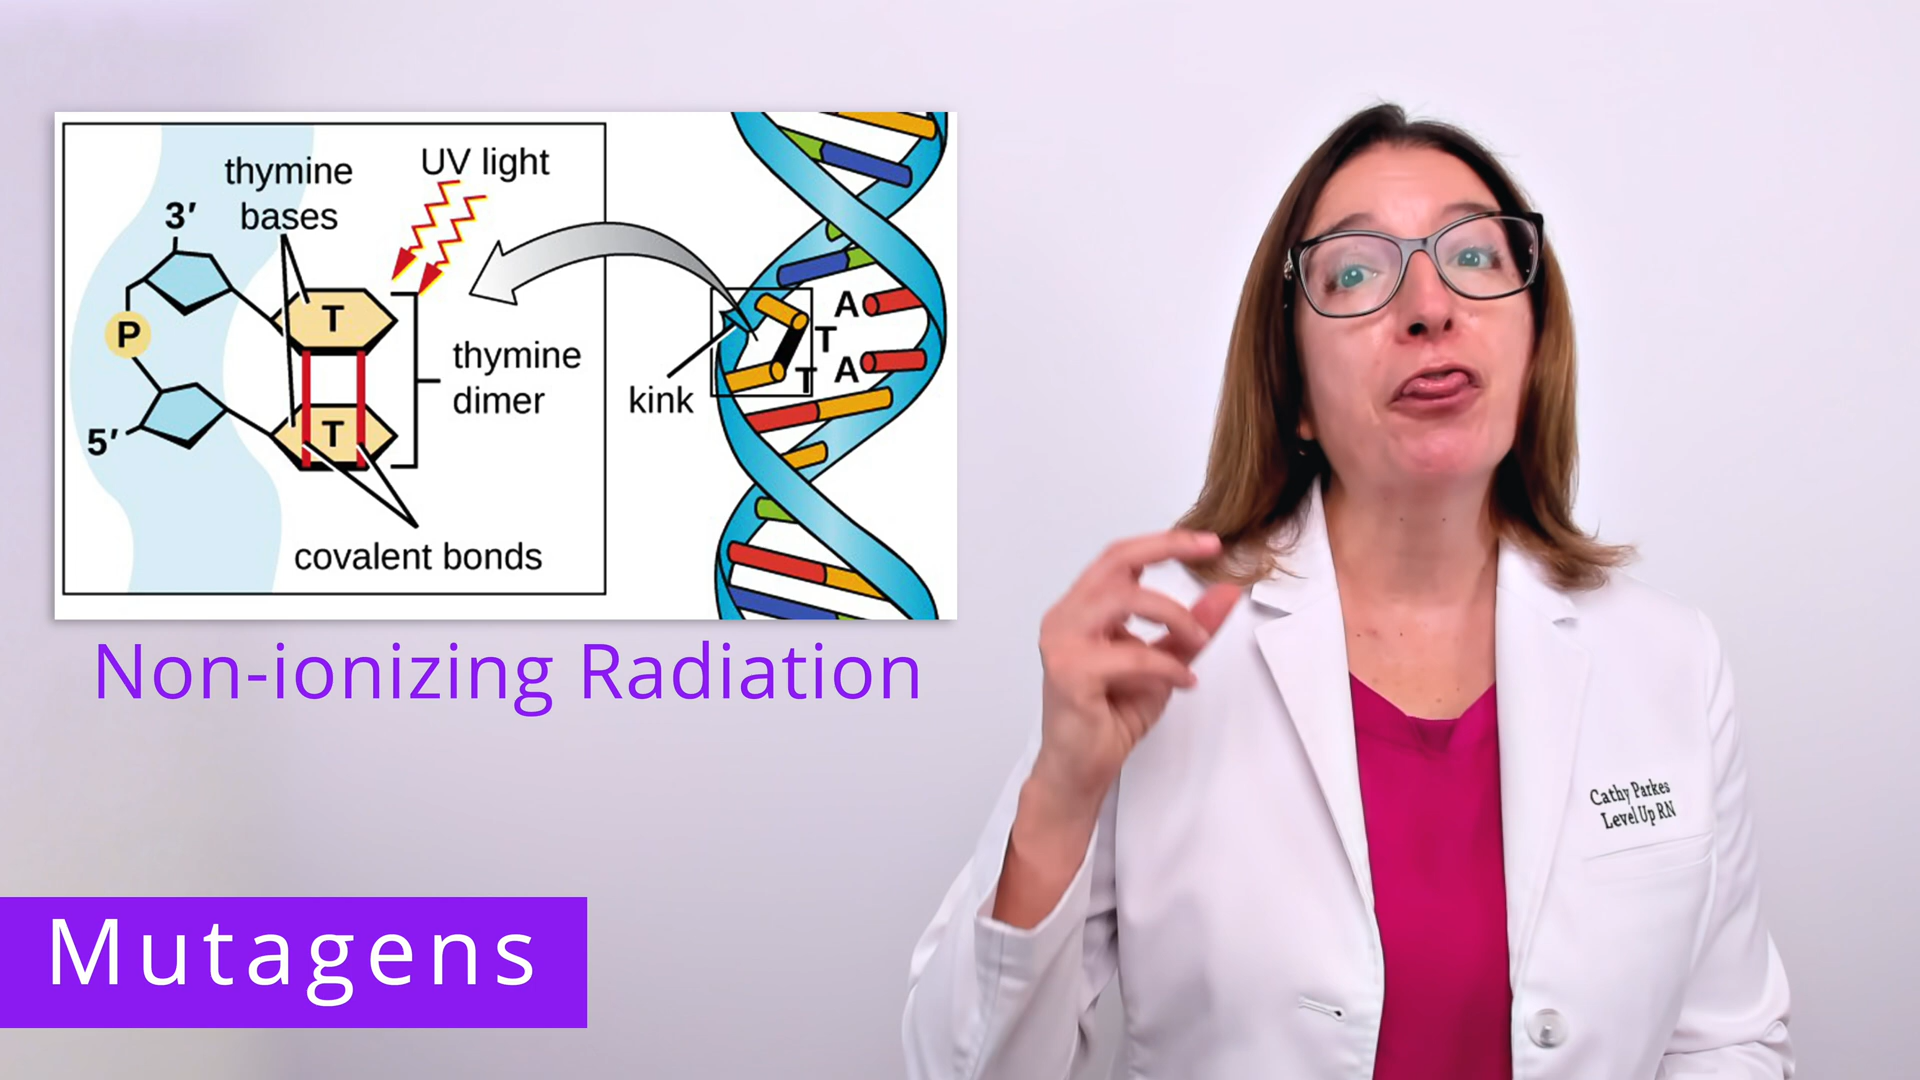 thymine
bases
UV light
3′
T
P
thymine
dimer
T
5′
covalent bonds
kink
A
T
A
T
Non-ionizing Radiation
Mutagens
Cathy Parkes
Level Up RN